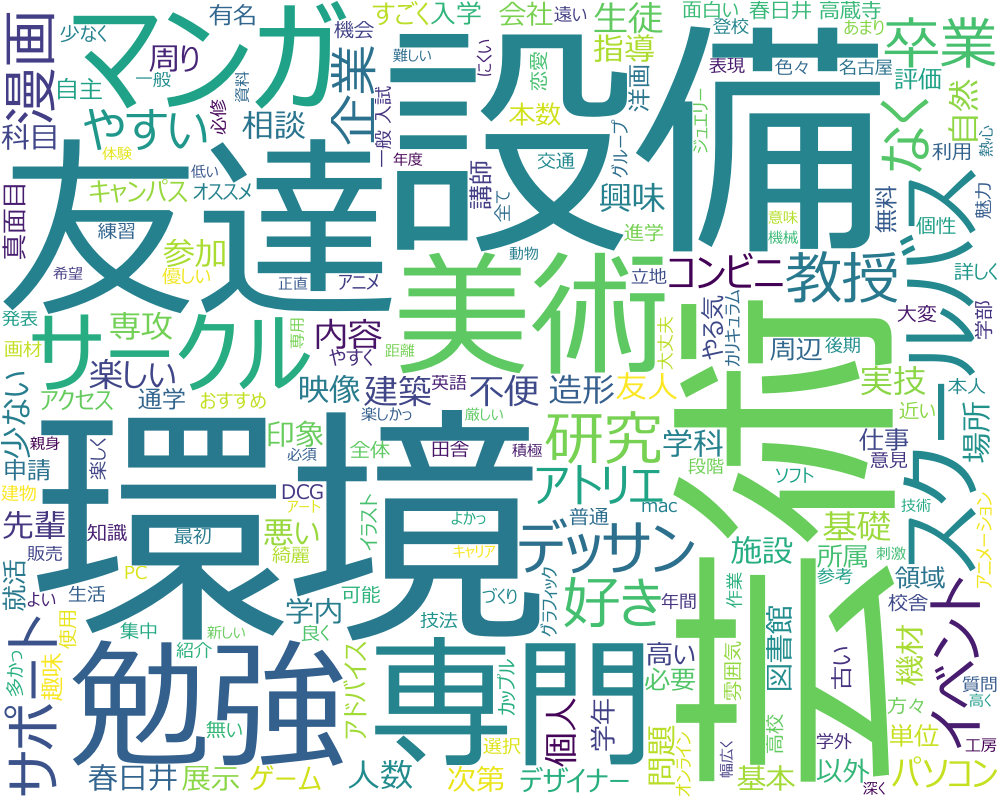 漫画
マンガ
設備
友達
環境
芸術
美術
専門
勉強
サークル
スクールバス
少なく
一般
資料
周り
有名
機会
すごく
入学
会社
遠い
生徒
面白い
春日井
高蔵寺
卒業
自主
やすい
科目
必修
相談
企業
難しい
にくい
指導
恋愛
洋画
登校
あまり
表現
色々
名古屋
評価
なく
自然
熱心
一般
入試
本数
グループ
ジュエリー
体験
年度
真面目
キャンパス
低い
オススメ
講師
全て
交通
興味
無料
利用
魅力
練習
参加
進学
意味
機械
個性
希望
優しい
正直
アニメ
動物
立地
コンビニ
教授
詳しく
発表
専攻
専用
内容
やすく
距離
大丈夫
やる気
カリキュラム
大変
学部
画材
楽しい
周辺
後期
少ない
アクセス
通学
おすすめ
映像
建築
英語
不便
造形
友人
実技
本人
近い
場所
楽しかっ
厳しい
親身
楽しく
印象
必須
全体
田舎
積極
研究
学科
段階
仕事
意見
申請
建物
DCG
アート
イラスト
よかっ
アトリエ
ソフト
技術
先輩
知識
最初
悪い
綺麗
キャリア
デッサン
普通
mac
基礎
アニメーション
販売
PC
施設
所属
刺激
就活
よい
生活
学内
可能
づくり
グラフィック
好き
年間
作業
参考
領域
校舎
集中
新しい
良く
技法
サポート
使用
紹介
アドバイス
カップル
高い
必要
雰囲気
図書館
古い
機材
イベント
多かっ
趣味
無い
個人
学年
問題
オンライン
高校
方々
質問
高く
選択
幅広く
学外
単位
工房
春日井
展示
ゲーム
人数
次第
デザイナー
基本
以外
深く
パソコン